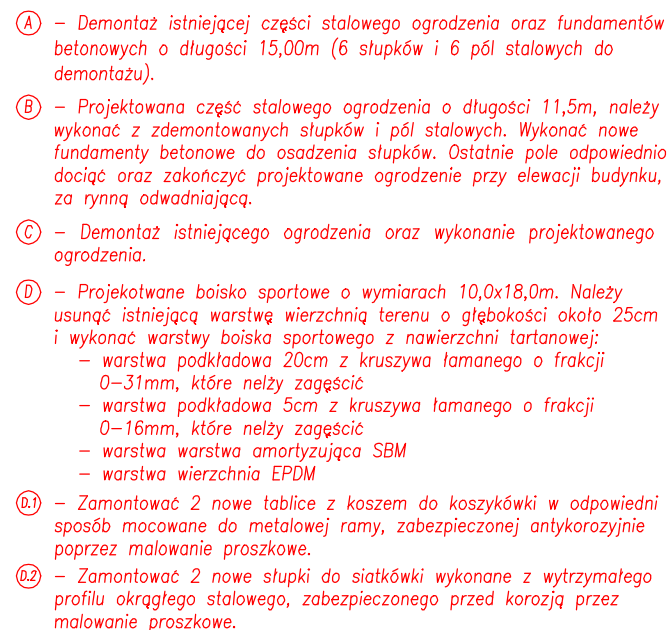 A – Demontaż istniejącej części stalowego ogrodzenia oraz fundamentów
betonowych o długości 15,00m (6 słupków i 6 pól stalowych do
demontażu).
B – Projektowana część stalowego ogrodzenia o długości 11,5m, należy
wykonać z zdemontowanych słupków i pól stalowych. Wykonać nowe
fundamenty betonowe do osadzenia słupków. Ostatnie pole odpowiednio
dociąć oraz zakończyć projektowane ogrodzenie przy elewacji budynku,
za rynną odwadniającą.
C – Demontaż istniejącego ogrodzenia oraz wykonanie projektowanego
ogrodzenia.
D – Projekotwane boisko sportowe o wymiarach 10,0x18,0m. Należy
usunąć istniejącą warstwę wierzchnią terenu o głębokości około 25cm
i wykonać warstwy boiska sportowego z nawierzchni tartanowej:
– warstwa podkładowa 20cm z kruszywa łamanego o frakcji
0–31mm, które nelży zagęścić
– warstwa podkładowa 5cm z kruszywa łamanego o frakcji
0–16mm, które nelży zagęścić
– warstwa warstwa amortyzująca SBM
– warstwa wierzchnia EPDM
D.1 – Zamontować 2 nowe tablice z koszem do koszykówki w odpowiedni
sposób mocowane do metalowej ramy, zabezpieczonej antykorozyjnie
poprzez malowanie proszkowe.
D.2 – Zamontować 2 nowe słupki do siatkówki wykonane z wytrzymałego
profilu okrągłego stalowego, zabezpieczonego przed korozją przez
malowanie proszkowe.